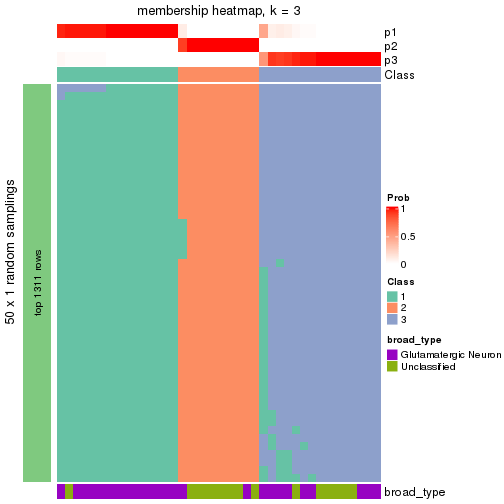 membership heatmap, k = 3
p1
p2
p3
Class
50 x 1 random samplings
top 1311 rows
Prob
1
0.5
0
Class
1
2
3
broad_type
Glutamatergic Neuron
Unclassified
broad_type